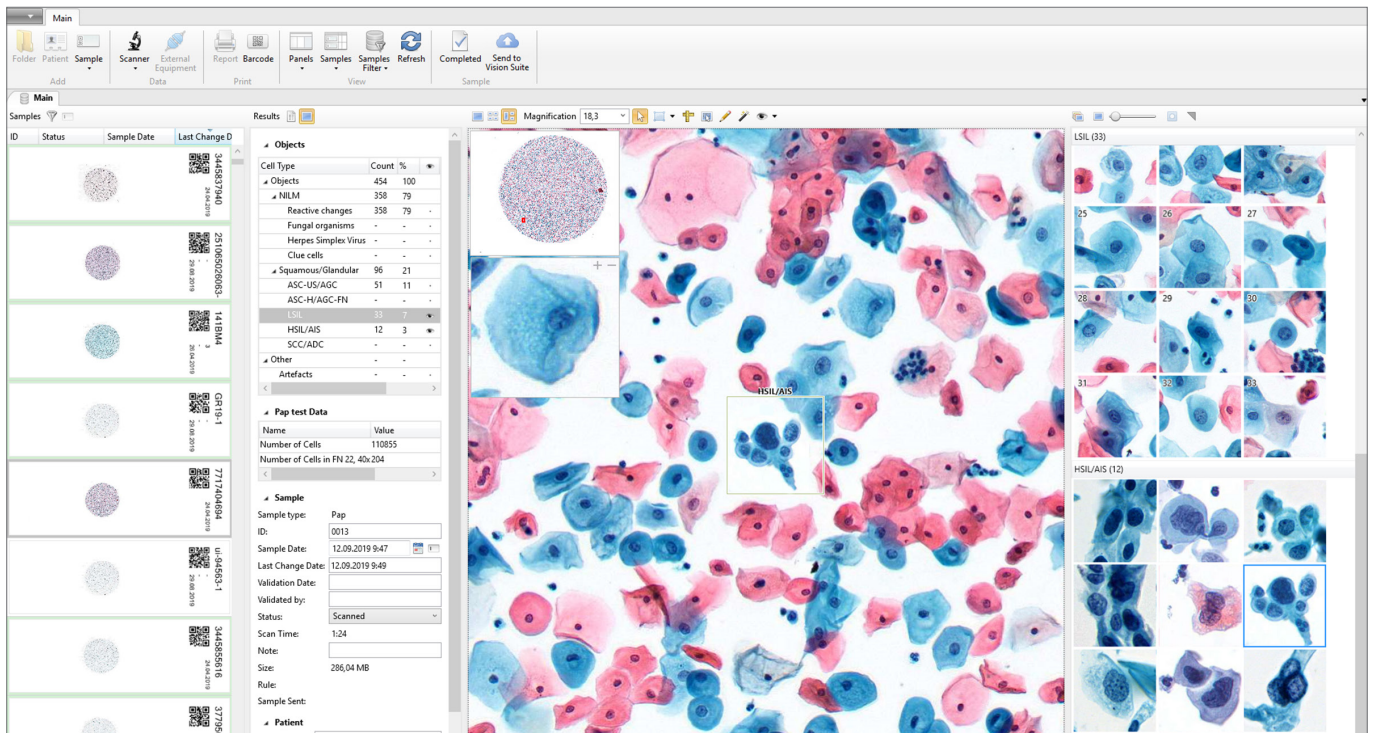 Main
Folder Patient Sample Scanner External Equipment Report Barcode Panels Samples Samples Filter Refresh Completed Send to Vision Suite
Add Data Print View Sample
Main
Samples
ID Status Sample Date Last Change D
3445837940
24.04.2019
251065026063-
29.08.2019
141BM4
3
26.04.2019
GR19-1
29.08.2019
7717404694
24.04.2019
ui-94563-1
29.08.2019
3445855616
24.04.2019
37795
Results
Objects
Cell Type Count %
Objects 454 100
NILM 358 79
Reactive changes 358 79
Fungal organisms - -
Herpes Simplex Virus - -
Clue cells - -
Squamous/Glandular 96 21
ASC-US/AGC 51 11
ASC-H/AGC-FN - -
LSIL 33 7
HSIL/AIS 12 3
SCC/ADC - -
Other - -
Artefacts - -
Pap test Data
Name Value
Number of Cells 110855
Number of Cells in FN 22, 40x 204
Sample
Sample type: Pap
ID: 0013
Sample Date: 12.09.2019 9:47
Last Change Date: 12.09.2019 9:49
Validation Date:
Validated by:
Status: Scanned
Scan Time: 1:24
Note:
Size: 286,04 MB
Rule:
Sample Sent:
Patient
Magnification 18,3
HSIL/AIS
LSIL (33)
25 26 27
28 29 30
31 32 33
HSIL/AIS (12)